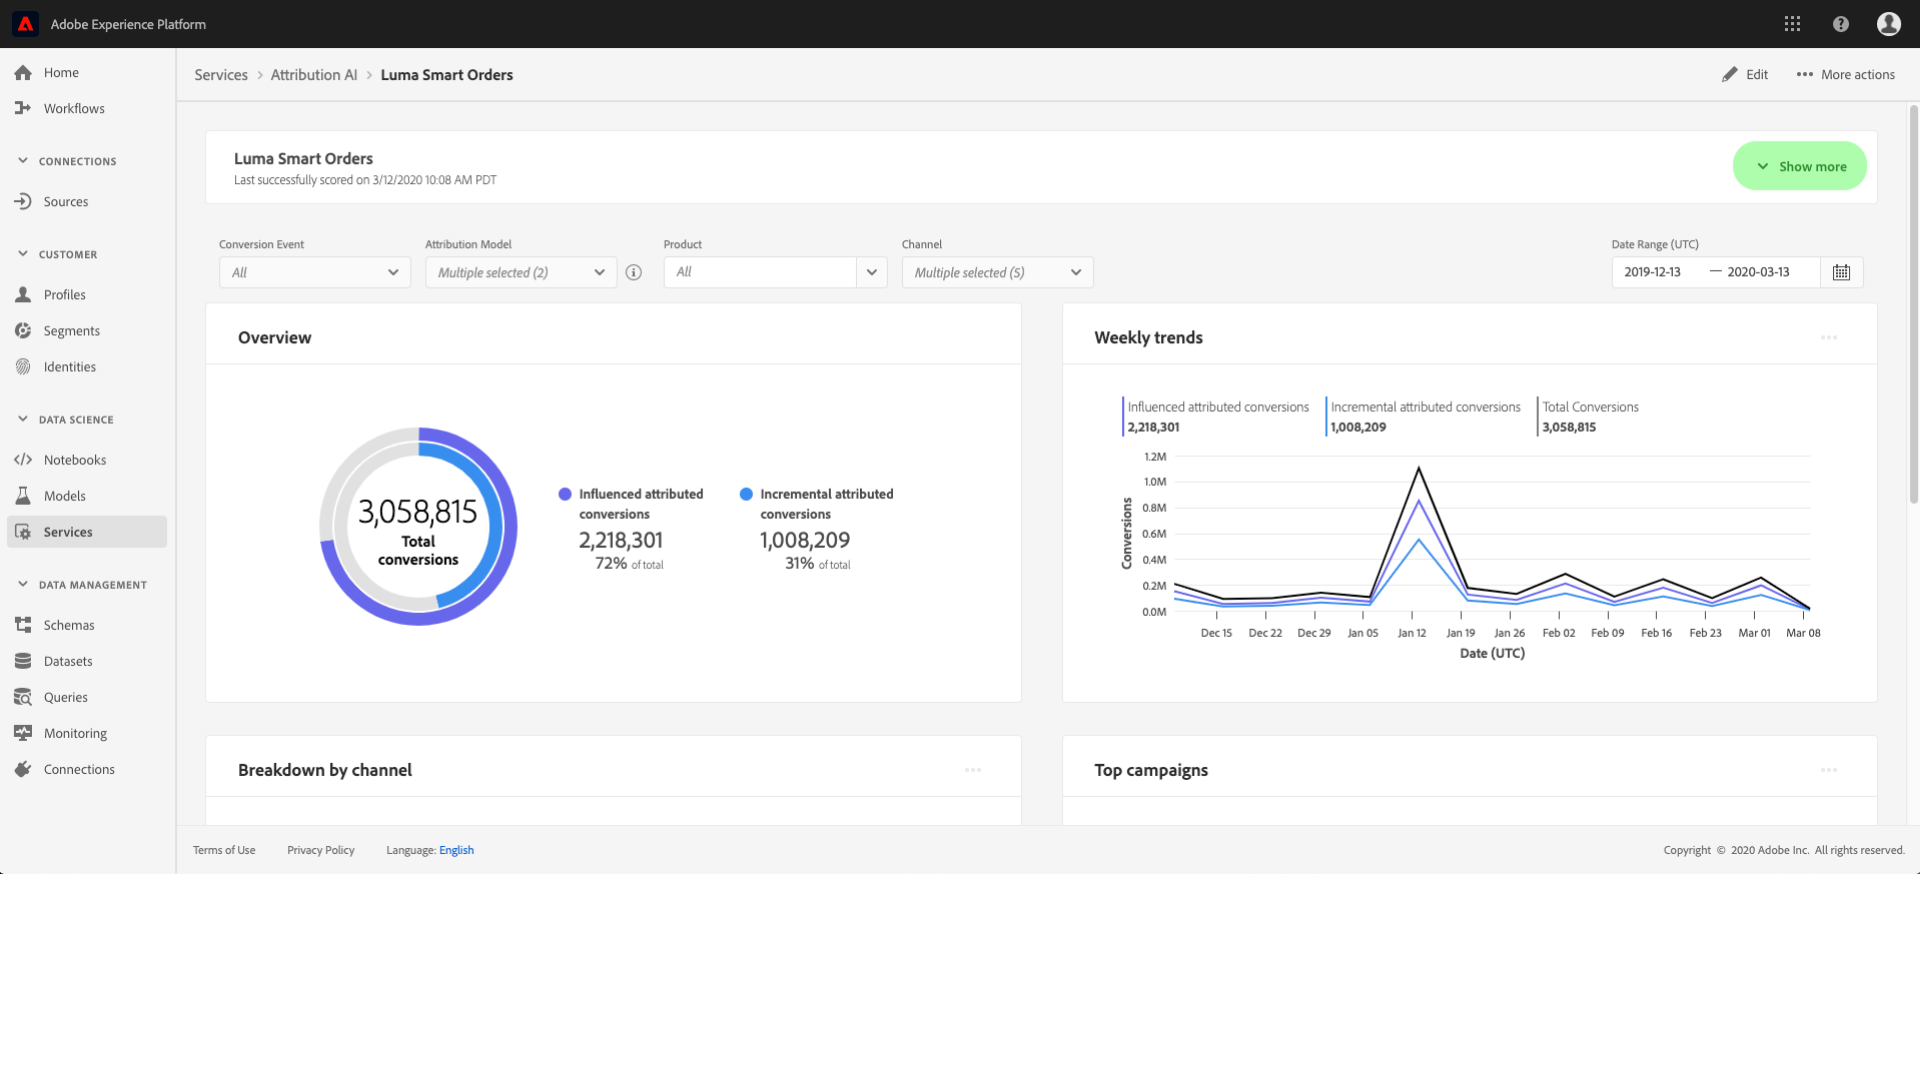 Adobe Experience Platform
Home
Workflows
CONNECTIONS
Sources
CUSTOMER
Profiles
Segments
Identities
DATA SCIENCE
Notebooks
Models
Services
DATA MANAGEMENT
Schemas
Datasets
Queries
Monitoring
Connections
Services > Attribution AI > Luma Smart Orders
Edit
More actions
Luma Smart Orders
Last successfully scored on 3/12/2020 10:08 AM PDT
Show more
Conversion Event
All
Attribution Model
Multiple selected (2)
Product
All
Channel
Multiple selected (5)
Date Range (UTC)
2019-12-13 — 2020-03-13
Overview
3,058,815
Total
conversions
Influenced attributed
conversions
2,218,301
72% of total
Incremental attributed
conversions
1,008,209
31% of total
Weekly trends
Influenced attributed conversions
2,218,301
Incremental attributed conversions
1,008,209
Total Conversions
3,058,815
Conversions
1.2M
1.0M
0.8M
0.6M
0.4M
0.2M
0.0M
Dec 15 Dec 22 Dec 29 Jan 05 Jan 12 Jan 19 Jan 26 Feb 02 Feb 09 Feb 16 Feb 23 Mar 01 Mar 08
Date (UTC)
Breakdown by channel
Top campaigns
Terms of Use Privacy Policy Language: English
Copyright © 2020 Adobe Inc. All rights reserved.